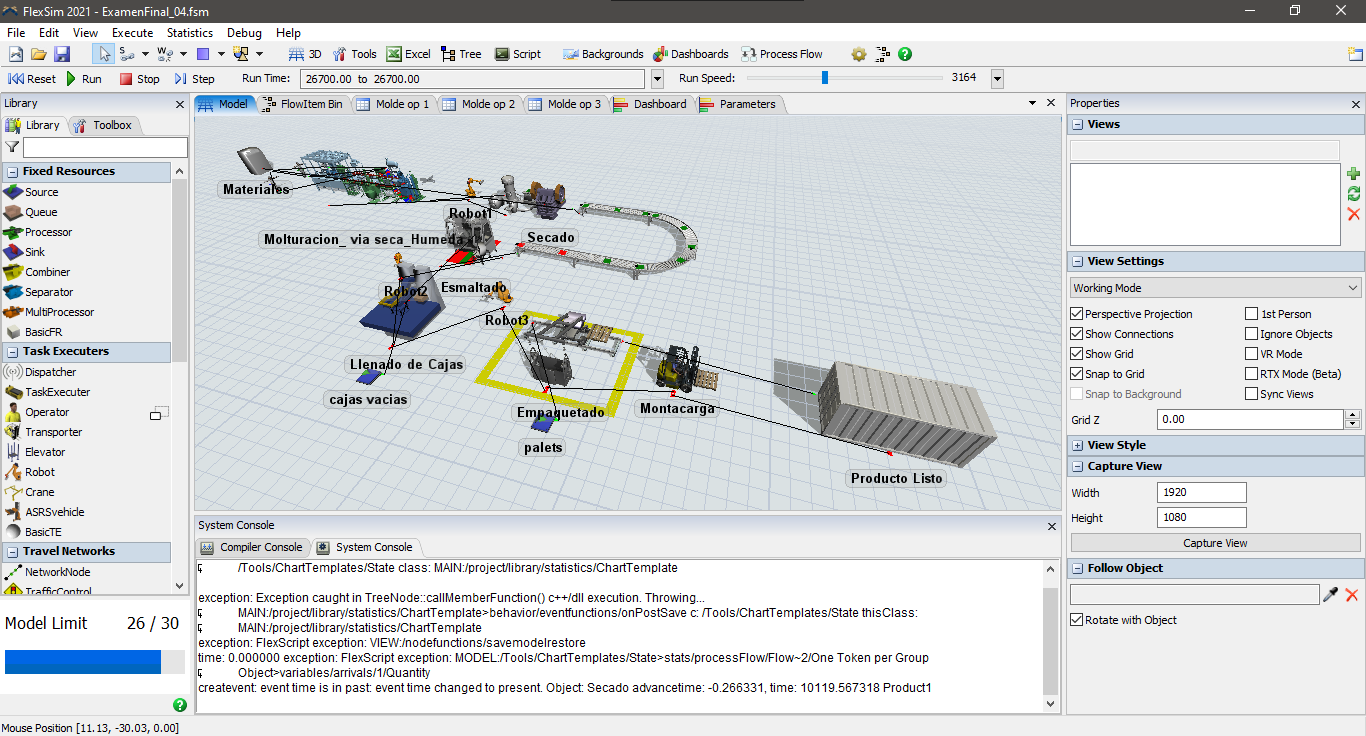 FlexSim 2021 - ExamenFinal_04.fsm
File Edit View Execute Statistics Debug Help
3D Tools Excel Tree Script Backgrounds Dashboards Process Flow
Reset Run Stop Step Run Time: 26700.00 to 26700.00 Run Speed: 3164
Library
Library Toolbox
Fixed Resources
Source
Queue
Processor
Sink
Combiner
Separator
MultiProcessor
BasicFR
Task Executers
Dispatcher
TaskExecuter
Operator
Transporter
Elevator
Robot
Crane
ASRSvehicle
BasicTE
Travel Networks
NetworkNode
TrafficControl
Model Limit 26 / 30
Model FlowItem Bin Molde op 1 Molde op 2 Molde op 3 Dashboard Parameters
Materiales
Robot1
Molturacion_ via seca_Humeda
Secado
Robot2
Esmaltado
Robot3
Llenado de Cajas
cajas vacias
Empaquetado
Montacarga
palets
Producto Listo
System Console
Compiler Console System Console
/Tools/ChartTemplates/State class: MAIN:/project/library/statistics/ChartTemplate
exception: Exception caught in TreeNode::callMemberFunction() c++/dll execution. Throwing...
MAIN:/project/library/statistics/ChartTemplate>behavior/eventfunctions/onPostSave c: /Tools/ChartTemplates/State thisClass:
MAIN:/project/library/statistics/ChartTemplate
exception: FlexScript exception: VIEW:/nodefunctions/savemodelrestore
time: 0.000000 exception: FlexScript exception: MODEL:/Tools/ChartTemplates/State>stats/processFlow/Flow~2/One Token per Group
Object>variables/arrivals/1/Quantity
createvent: event time is in past: event time changed to present. Object: Secado advancetime: -0.266331, time: 10119.567318 Product1
Properties
Views
View Settings
Working Mode
Perspective Projection 1st Person
Show Connections Ignore Objects
Show Grid VR Mode
Snap to Grid RTX Mode (Beta)
Snap to Background Sync Views
Grid Z 0.00
View Style
Capture View
Width 1920
Height 1080
Capture View
Follow Object
Rotate with Object
Mouse Position [11.13, -30.03, 0.00]